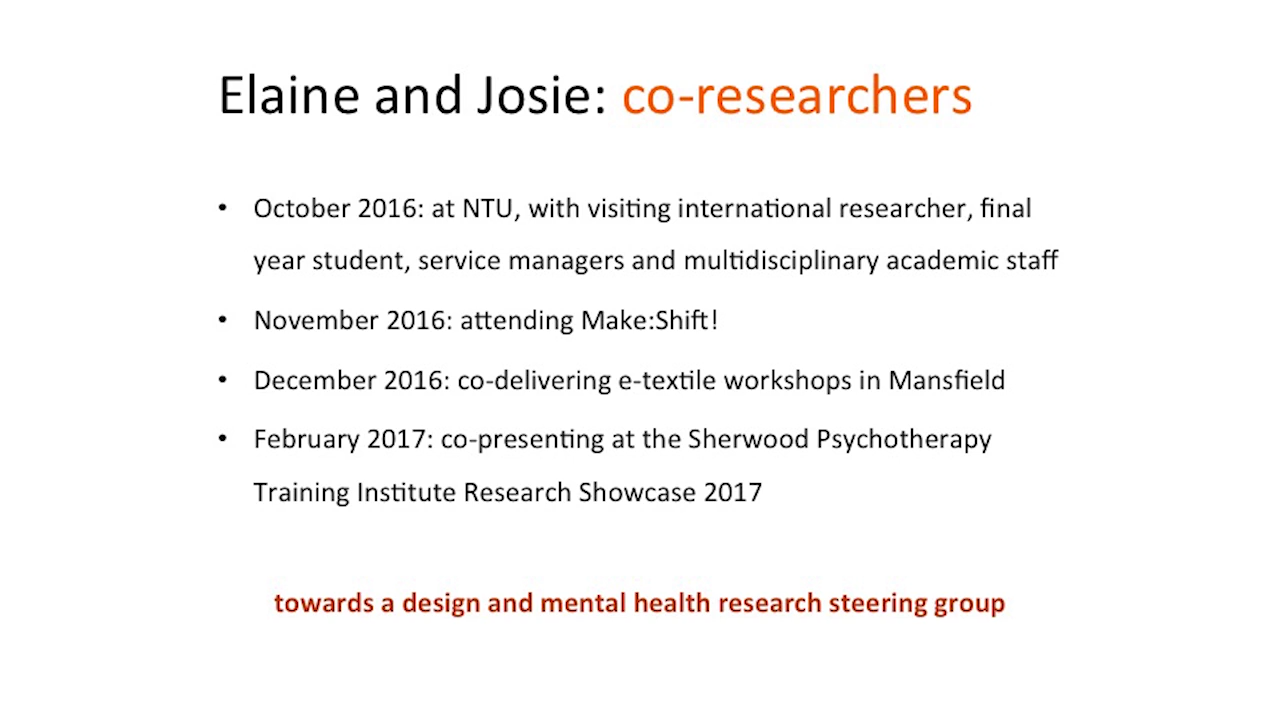 Elaine and Josie: co-researchers
• October 2016: at NTU, with visiting international researcher, final
year student, service managers and multidisciplinary academic staff
• November 2016: attending Make:Shift!
• December 2016: co-delivering e-textile workshops in Mansfield
• February 2017: co-presenting at the Sherwood Psychotherapy
Training Institute Research Showcase 2017
towards a design and mental health research steering group